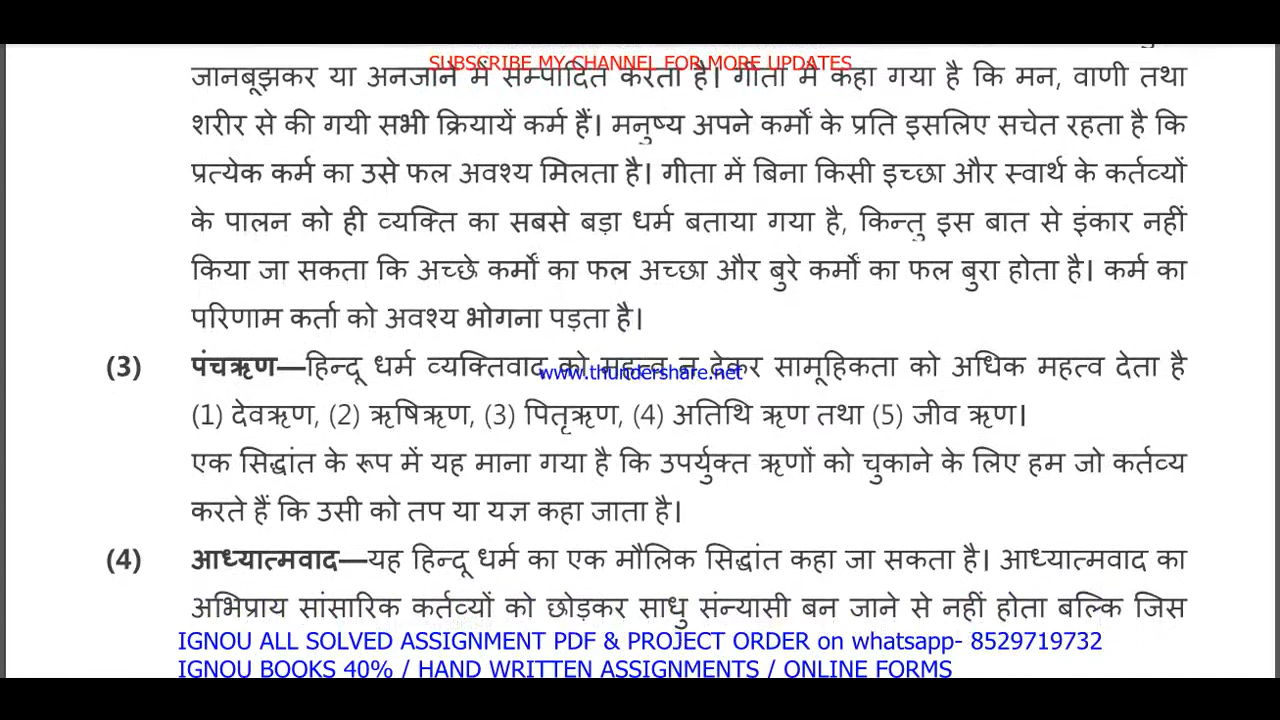 SUBSCRIBE MY CHANNEL FOR MORE UPDATES
जानबूझकर या अनजाने में सम्पादित करता है। गीता में कहा गया है कि मन, वाणी तथा
शरीर से की गयी सभी क्रियायें कर्म हैं। मनुष्य अपने कर्मों के प्रति इसलिए सचेत रहता है कि
प्रत्येक कर्म का उसे फल अवश्य मिलता है। गीता में बिना किसी इच्छा और स्वार्थ के कर्तव्यों
के पालन को ही व्यक्ति का सबसे बड़ा धर्म बताया गया है, किन्तु इस बात से इंकार नहीं
किया जा सकता कि अच्छे कर्मों का फल अच्छा और बुरे कर्मों का फल बुरा होता है। कर्म का
परिणाम कर्ता को अवश्य भोगना पड़ता है।
(3) पंचऋण—हिन्दू धर्म व्यक्तिवाद को महत्व न देकर सामूहिकता को अधिक महत्व देता है
www.thundershare.net
(1) देवऋण, (2) ऋषिऋण, (3) पितृऋण, (4) अतिथि ऋण तथा (5) जीव ऋण।
एक सिद्धांत के रूप में यह माना गया है कि उपर्युक्त ऋणों को चुकाने के लिए हम जो कर्तव्य
करते हैं कि उसी को तप या यज्ञ कहा जाता है।
(4) आध्यात्मवाद—यह हिन्दू धर्म का एक मौलिक सिद्धांत कहा जा सकता है। आध्यात्मवाद का
अभिप्राय सांसारिक कर्तव्यों को छोड़कर साधु संन्यासी बन जाने से नहीं होता बल्कि जिस
IGNOU ALL SOLVED ASSIGNMENT PDF & PROJECT ORDER on whatsapp- 8529719732
IGNOU BOOKS 40% / HAND WRITTEN ASSIGNMENTS / ONLINE FORMS